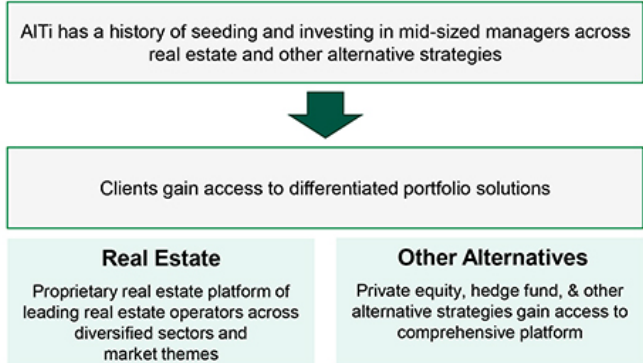 AlTi has a history of seeding and investing in mid-sized managers across
real estate and other alternative strategies
Clients gain access to differentiated portfolio solutions
Real Estate
Proprietary real estate platform of
leading real estate operators across
diversified sectors and
market themes
Other Alternatives
Private equity, hedge fund, & other
alternative strategies gain access to
comprehensive platform